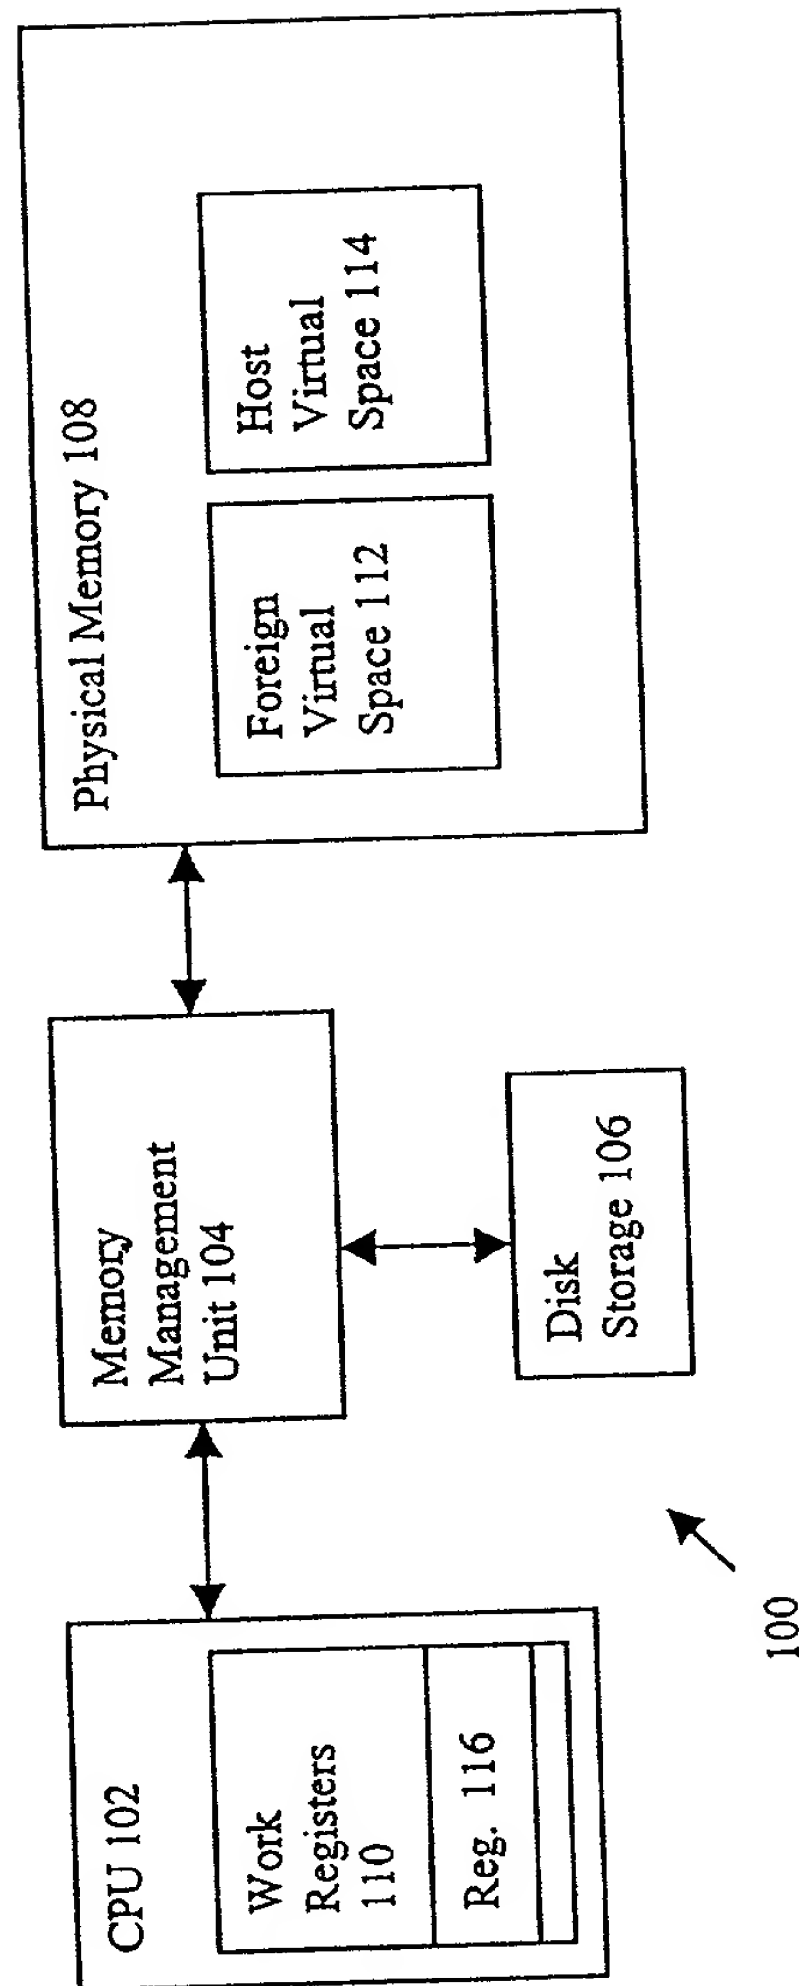 CPU 102
Work
Registers
110
Reg. 116
Memory
Management
Unit 104
Disk
Storage 106
Physical Memory 108
Foreign
Virtual
Space 112
Host
Virtual
Space 114
100